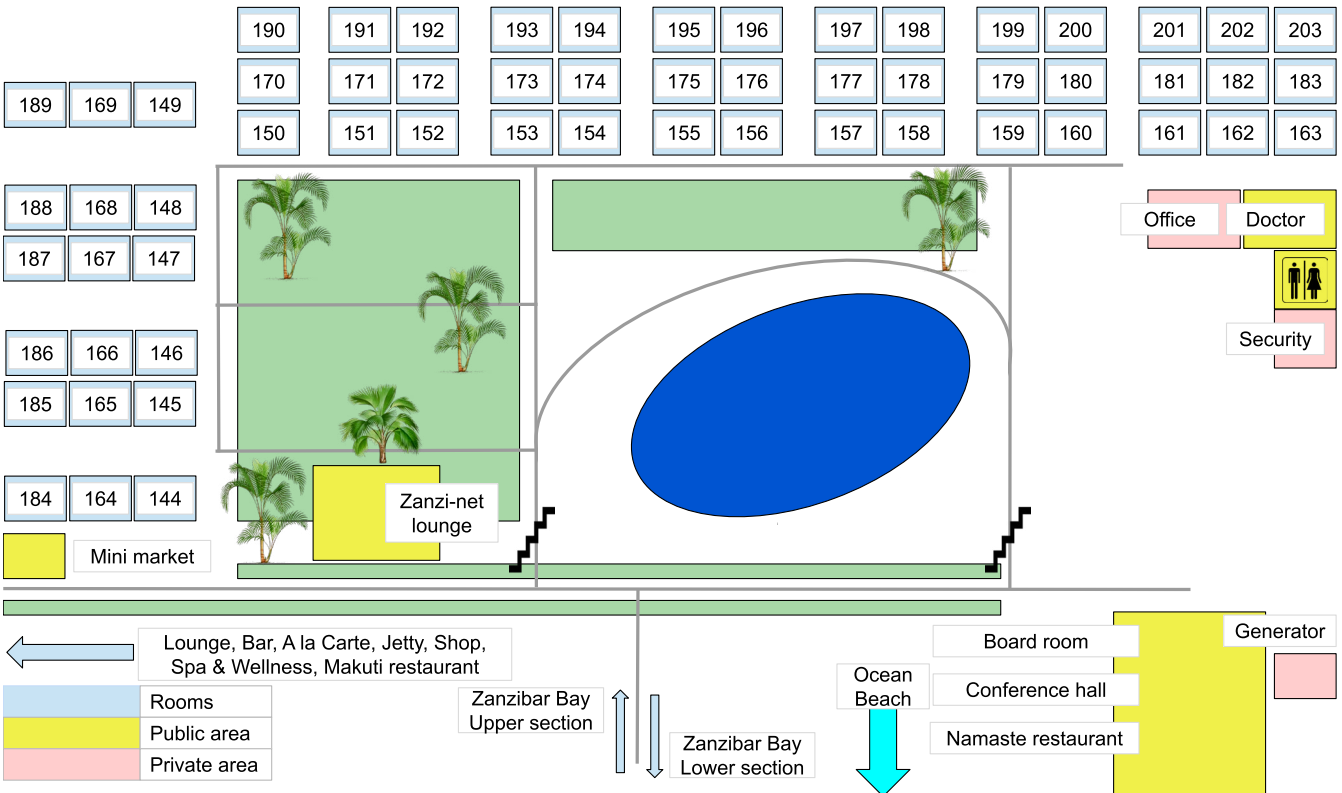 190 191 192 193 194 195 196 197 198 199 200 201 202 203
170 171 172 173 174 175 176 177 178 179 180 181 182 183
189 169 149
150 151 152 153 154 155 156 157 158 159 160 161 162 163
188 168 148
Office Doctor
187 167 147
186 166 146
Security
185 165 145
184 164 144
Zanzi-net
lounge
Mini market
Lounge, Bar, A la Carte, Jetty, Shop,
Spa & Wellness, Makuti restaurant
Rooms
Public area
Private area
Zanzibar Bay
Upper section
Zanzibar Bay
Lower section
Ocean
Beach
Board room
Conference hall
Namaste restaurant
Generator